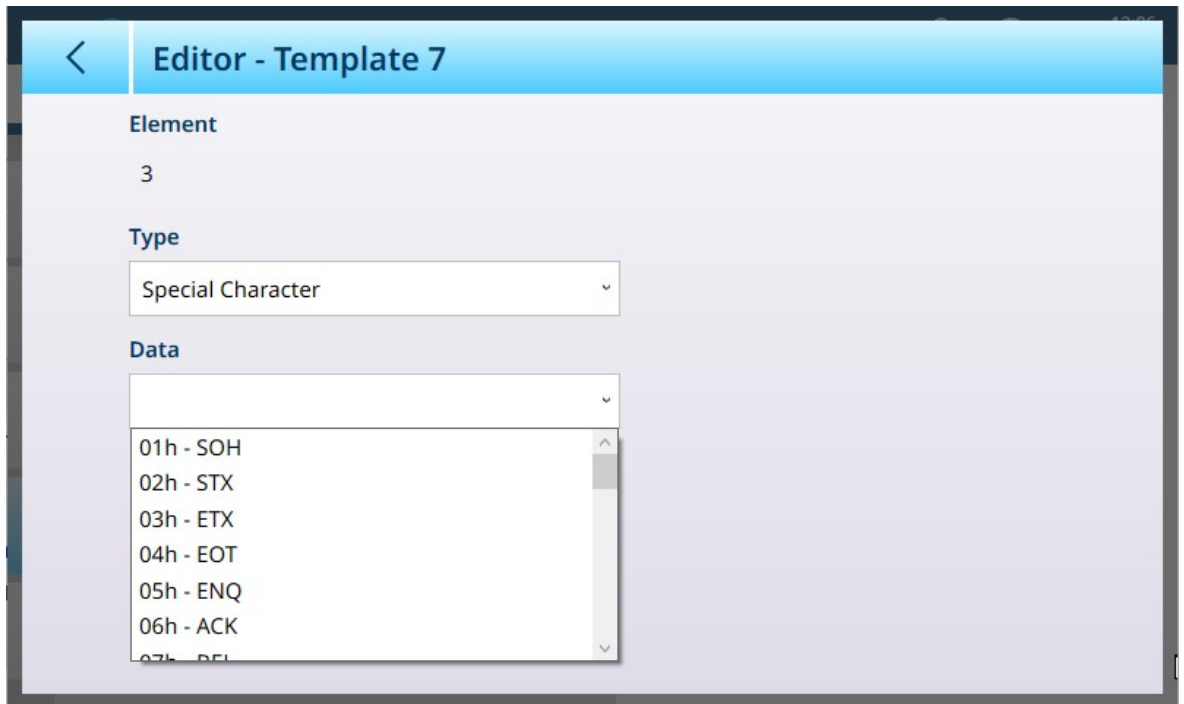 Editor - Template 7
Element
3
Type
Special Character
Data
01h - SOH
02h - STX
03h - ETX
04h - EOT
05h - ENQ
06h - ACK